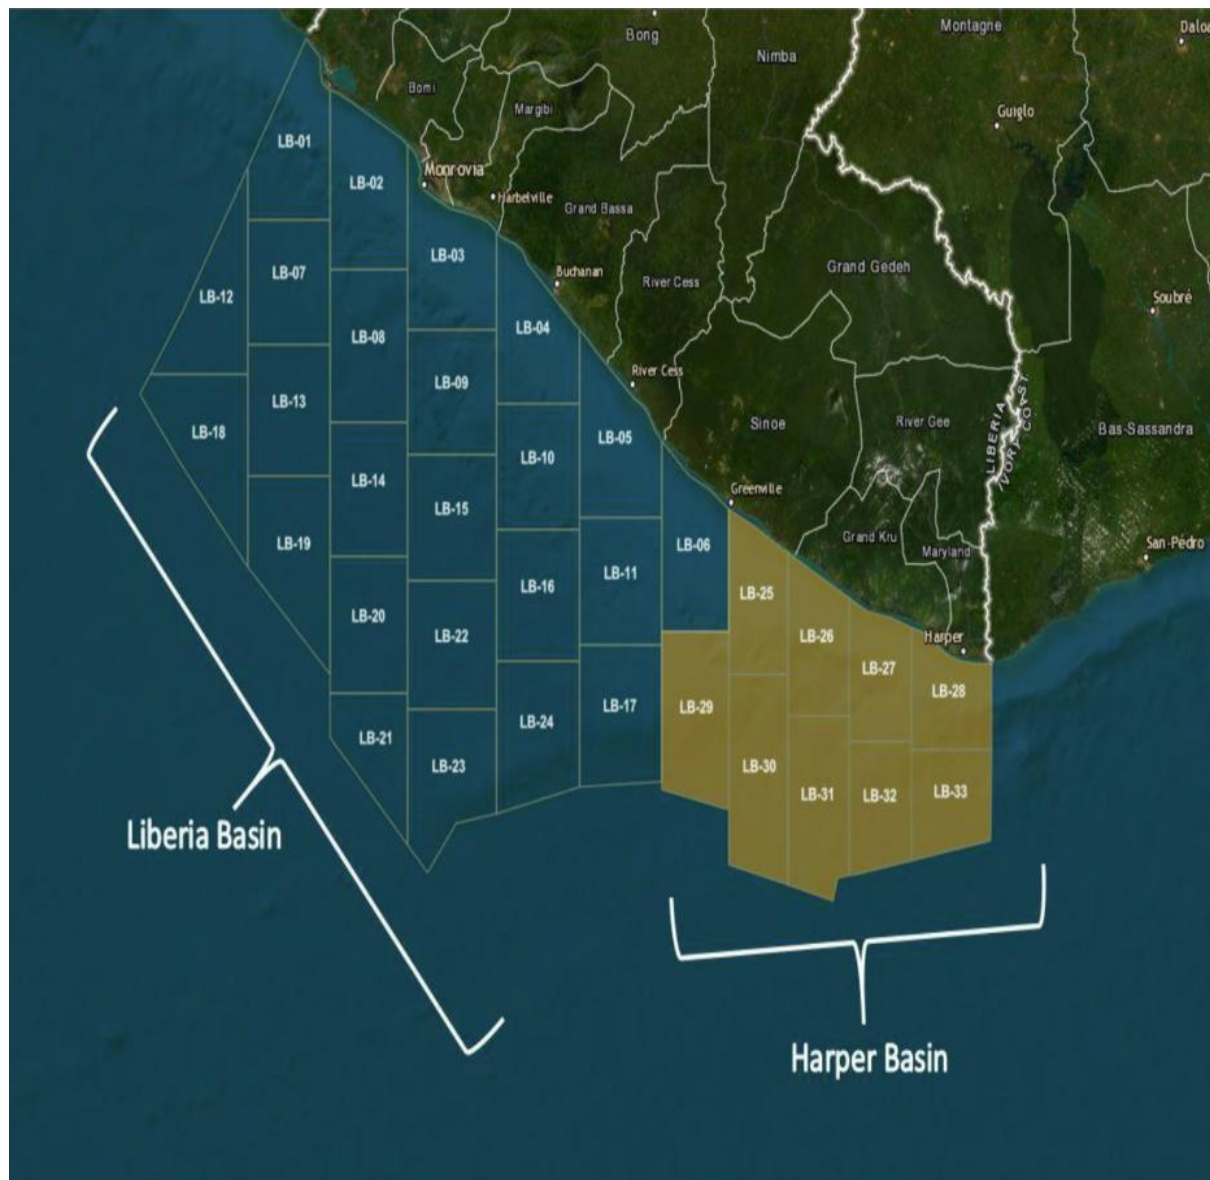 Bong
Nimba
Montagne
Daloa
Bomi
Margibi
Guiglo
LB-01
LB-02
Monrovia
Harbelville
Grand Bassa
LB-03
LB-07
LB-12
Buchanan
River Cess
Grand Gedeh
Soubré
LB-08
LB-04
LB-09
River Cess
LB-13
LB-18
LB-05
Sinoe
River Gee
LIBERIA
IVORY COAST
Bas-Sassandra
LB-10
LB-14
Greenville
LB-15
LB-19
LB-06
Grand Kru
Maryland
San-Pédro
LB-11
LB-16
LB-25
LB-20
LB-22
LB-26
Harper
LB-27
LB-28
LB-29
LB-17
LB-24
LB-21
LB-23
LB-30
LB-31
LB-32
LB-33
Liberia Basin
Harper Basin